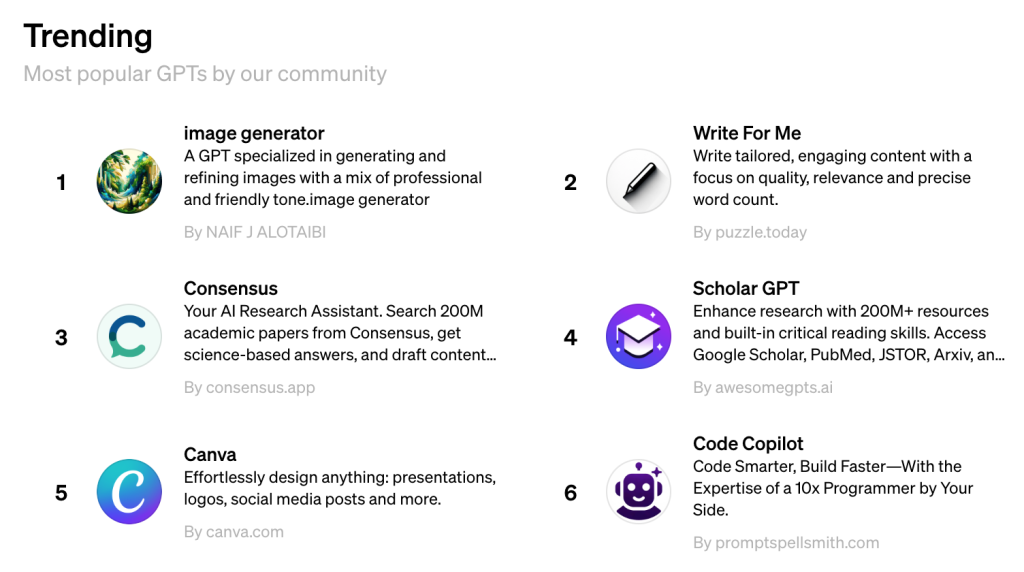 Trending
Most popular GPTs by our community
1
image generator
A GPT specialized in generating and
refining images with a mix of professional
and friendly tone.image generator
By NAIF J ALOTAIBI
2
Write For Me
Write tailored, engaging content with a
focus on quality, relevance and precise
word count.
By puzzle.today
3
Consensus
Your AI Research Assistant. Search 200M
academic papers from Consensus, get
science-based answers, and draft content...
By consensus.app
4
Scholar GPT
Enhance research with 200M+ resources
and built-in critical reading skills. Access
Google Scholar, PubMed, JSTOR, Arxiv, an...
By awesomegpts.ai
5
Canva
Effortlessly design anything: presentations,
logos, social media posts and more.
By canva.com
6
Code Copilot
Code Smarter, Build Faster—With the
Expertise of a 10x Programmer by Your
Side.
By promptspellsmith.com